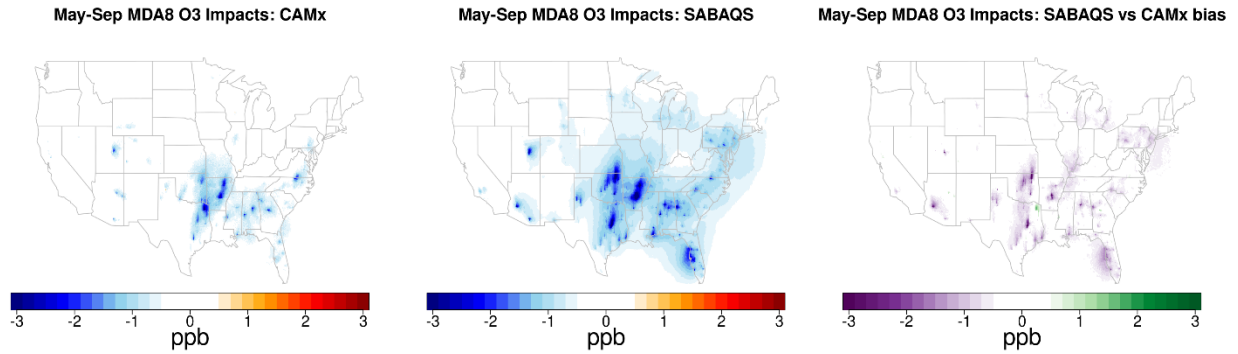 May-Sep MDA8 O3 Impacts: CAMx
-3 -2 -1 0 1 2 3
ppb
May-Sep MDA8 O3 Impacts: SABAQS
-3 -2 -1 0 1 2 3
ppb
May-Sep MDA8 O3 Impacts: SABAQS vs CAMx bias
-3 -2 -1 0 1 2 3
ppb